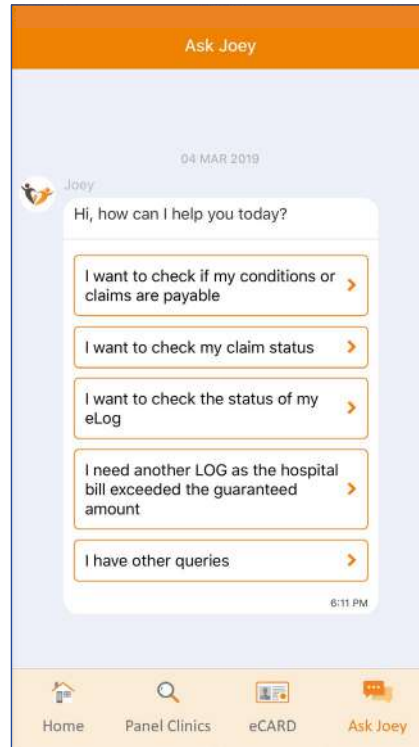 Ask Joey
04 MAR 2019
Joey
Hi, how can I help you today?
I want to check if my conditions or
claims are payable
I want to check my claim status
I want to check the status of my
eLog
I need another LOG as the hospital
bill exceeded the guaranteed
amount
I have other queries
6:11 PM
Home Panel Clinics eCARD Ask Joey